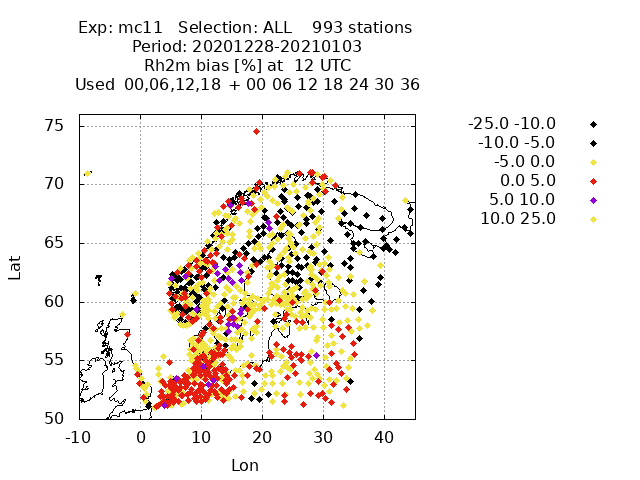 Exp: mc11 Selection: ALL 993 stations
Period: 20201228-20210103
Rh2m bias [%] at 12 UTC
Used 00,06,12,18 + 00 06 12 18 24 30 36
-25.0 -10.0
-10.0 -5.0
-5.0 0.0
0.0 5.0
5.0 10.0
10.0 25.0
75
70
65
60
55
50
Lat
-10 0 10 20 30 40
Lon